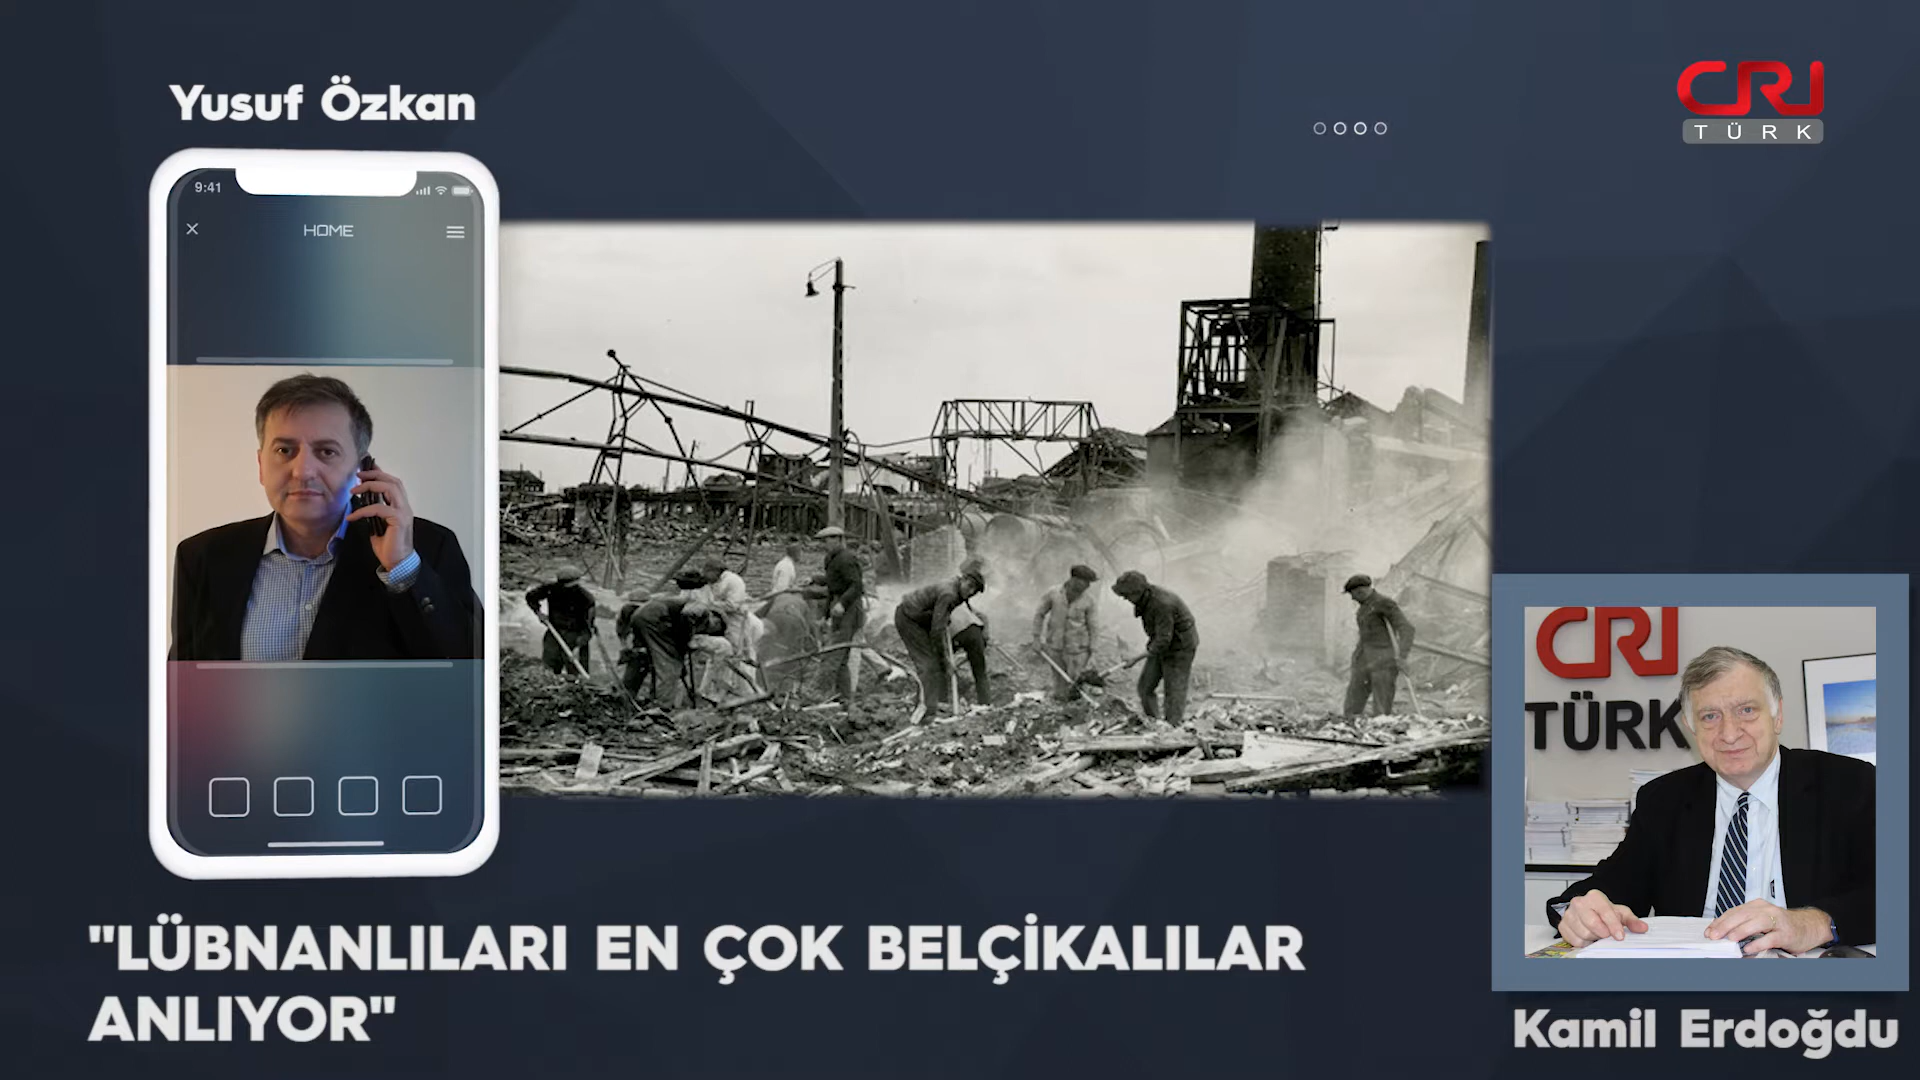 Yusuf Özkan
CRI
TÜRK
9:41
HOME
CRI
TÜRK
"LÜBNANLILARI EN ÇOK BELÇİKALILAR
ANLIYOR"
Kamil Erdoğdu